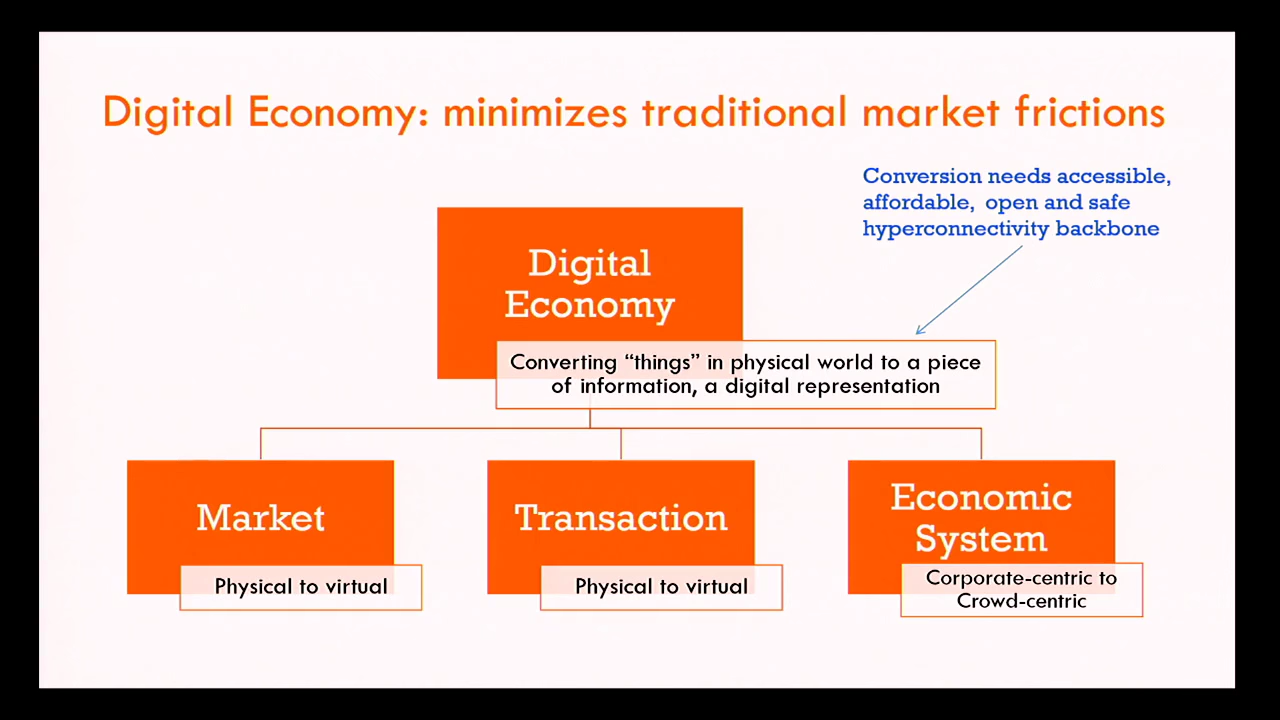 Digital Economy: minimizes traditional market frictions
Conversion needs accessible,
affordable, open and safe
hyperconnectivity backbone
Digital
Economy
Converting “things” in physical world to a piece
of information, a digital representation
Market
Physical to virtual
Transaction
Physical to virtual
Economic
System
Corporate-centric to
Crowd-centric